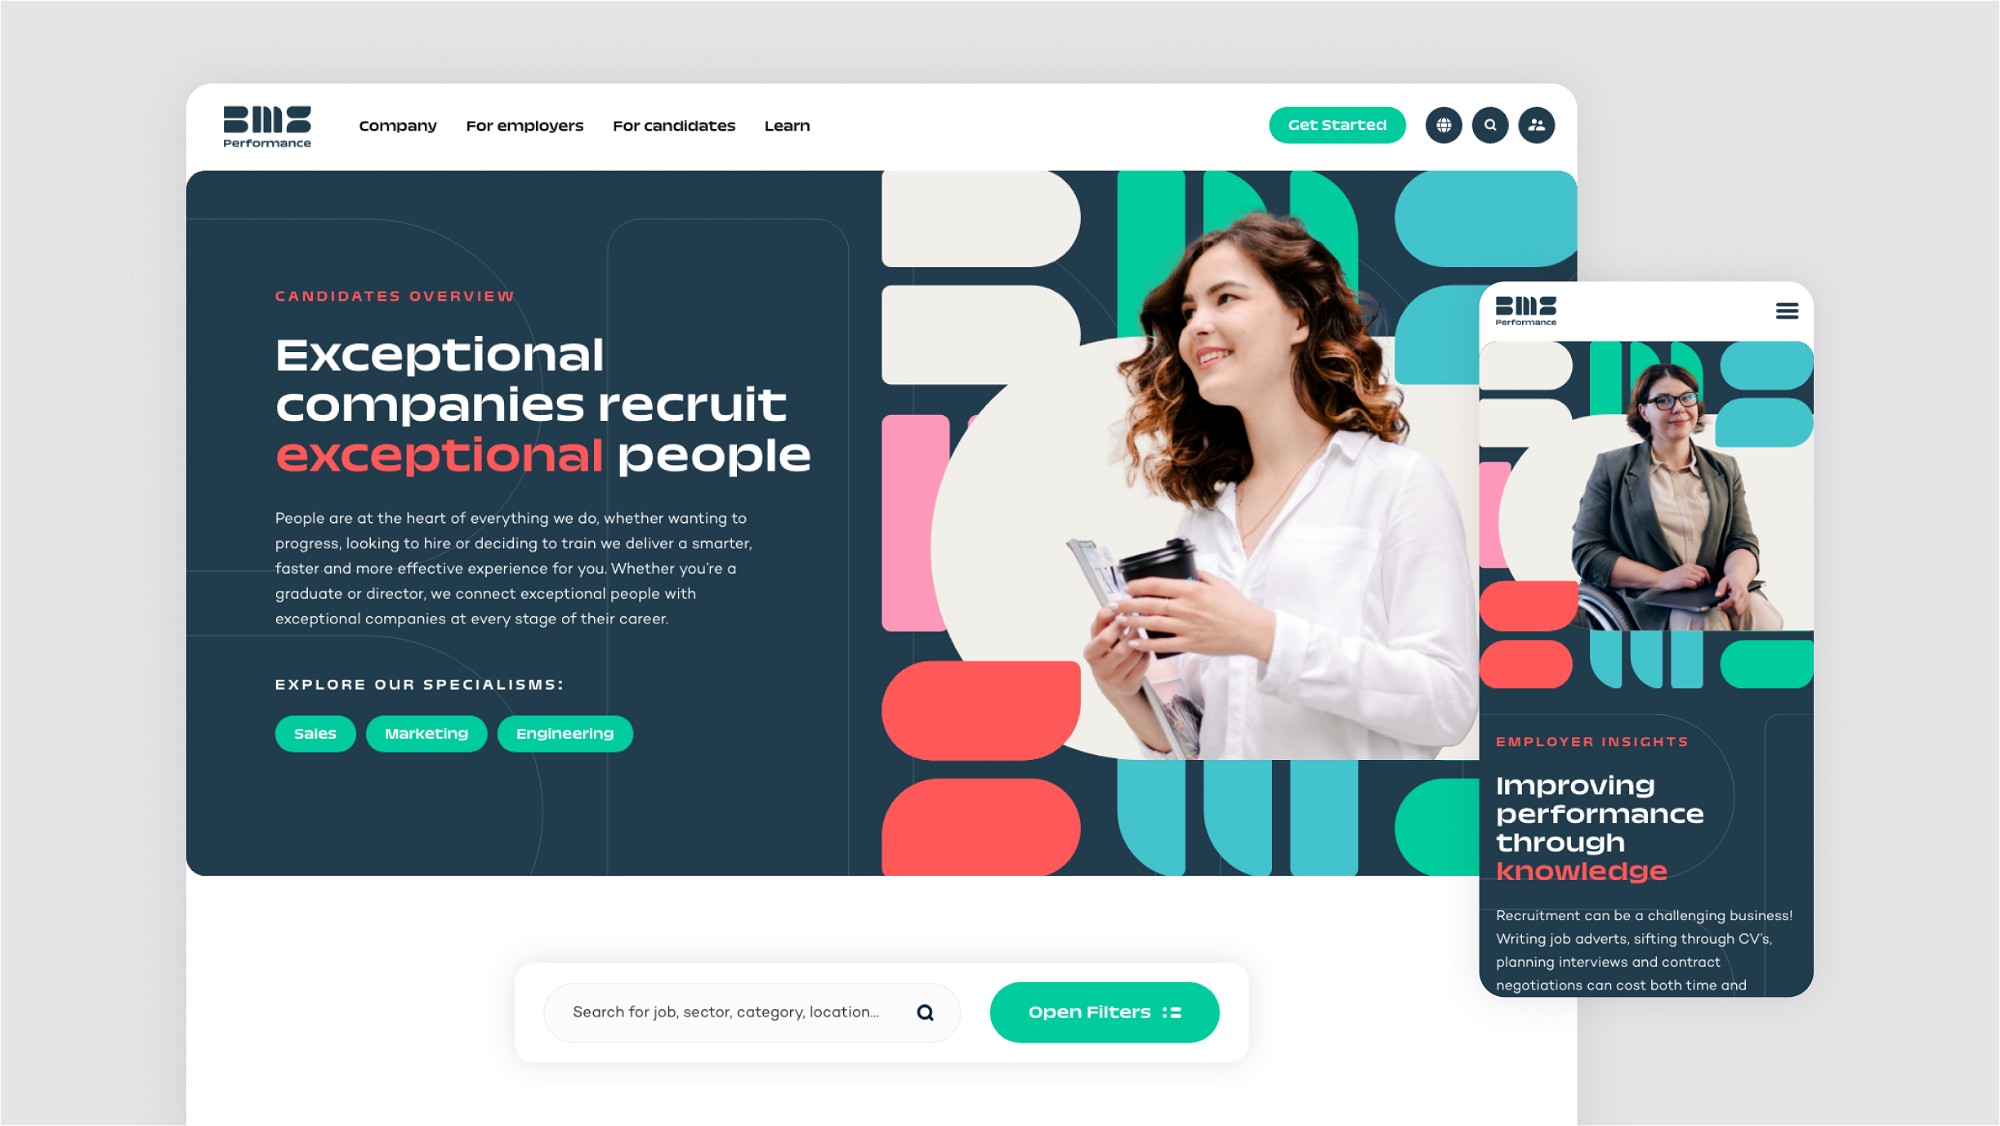 BMS
Performance
Company
For employers
For candidates
Learn
Get Started
CANDIDATES OVERVIEW
Exceptional
companies recruit
exceptional people
People are at the heart of everything we do, whether wanting to
progress, looking to hire or deciding to train we deliver a smarter,
faster and more effective experience for you. Whether you're a
graduate or director, we connect exceptional people with
exceptional companies at every stage of their career.
EXPLORE OUR SPECIALISMS:
Sales
Marketing
Engineering
Search for job, sector, category, location...
Open Filters
BMS
Performance
EMPLOYER INSIGHTS
Improving
performance
through
knowledge
Recruitment can be a challenging business!
Writing job adverts, sifting through CV's,
planning interviews and contract
negotiations can cost both time and